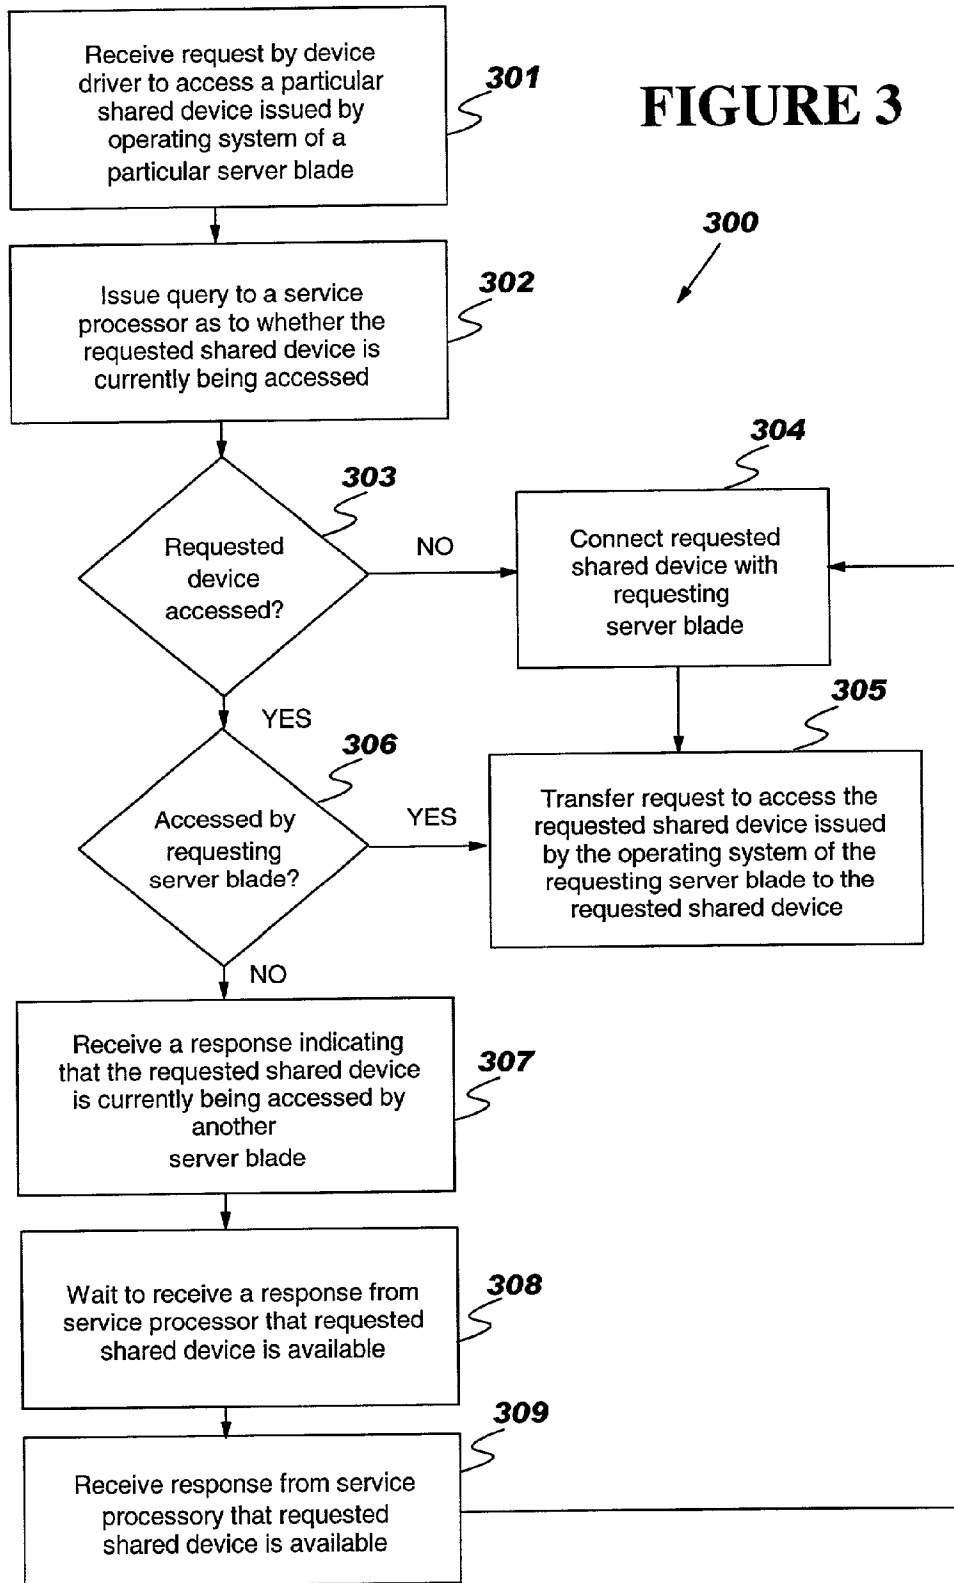 FIGURE 3
300
Receive request by device
driver to access a particular
shared device issued by
operating system of a
particular server blade
301
Issue query to a service
processor as to whether the
requested shared device is
currently being accessed
302
Requested
device
accessed?
303
NO
YES
Connect requested
shared device with
requesting
server blade
304
Transfer request to access the
requested shared device issued
by the operating system of the
requesting server blade to the
requested shared device
305
Accessed by
requesting
server blade?
306
YES
NO
Receive a response indicating
that the requested shared device
is currently being accessed by
another
server blade
307
Wait to receive a response from
service processor that requested
shared device is available
308
Receive response from service
processory that requested
shared device is available
309